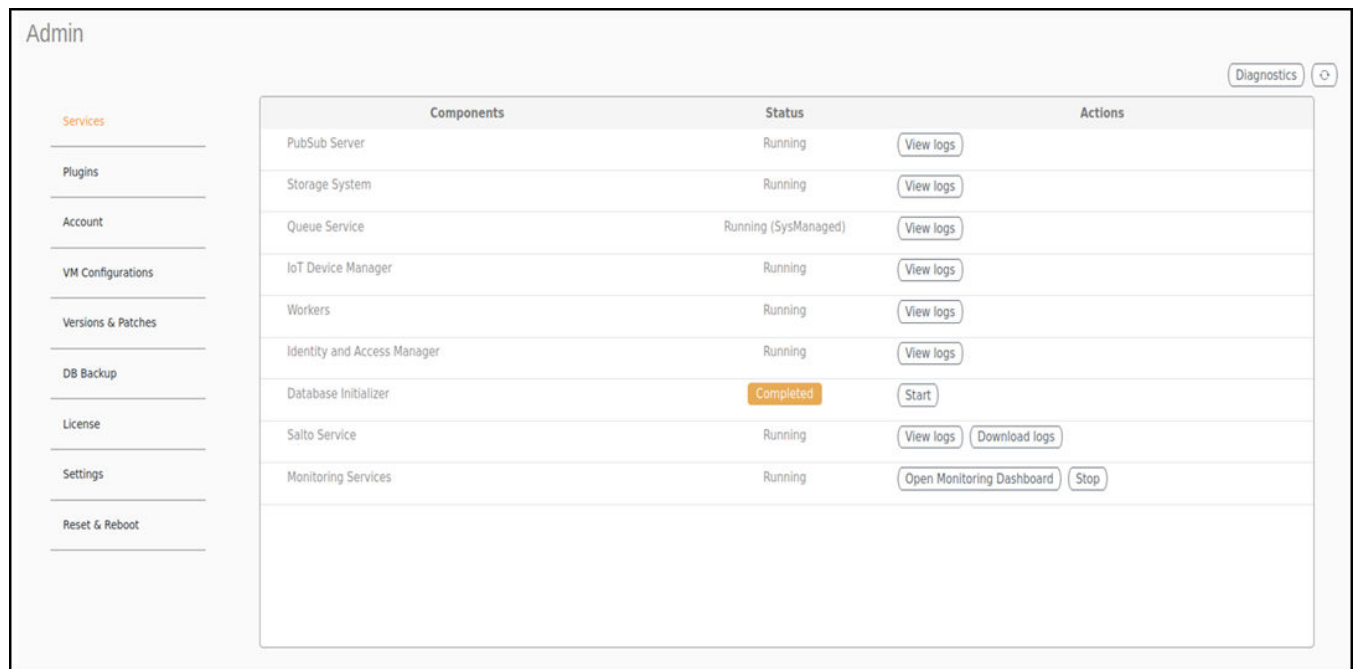 Admin
Diagnostics
Services
Plugins
Account
VM Configurations
Versions & Patches
DB Backup
License
Settings
Reset & Reboot
Components Status Actions
PubSub Server Running View logs
Storage System Running View logs
Queue Service Running (SysManaged) View logs
IoT Device Manager Running View logs
Workers Running View logs
Identity and Access Manager Running View logs
Database Initializer Completed Start
Salto Service Running View logs Download logs
Monitoring Services Running Open Monitoring Dashboard Stop